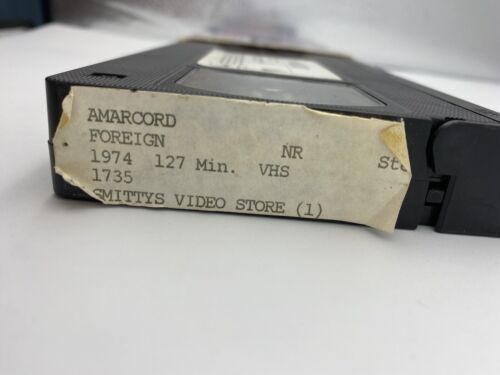 AMARCORD
FOREIGN
NR
1974 127 Min. VHS
1735
SMITTYS VIDEO STORE (1)